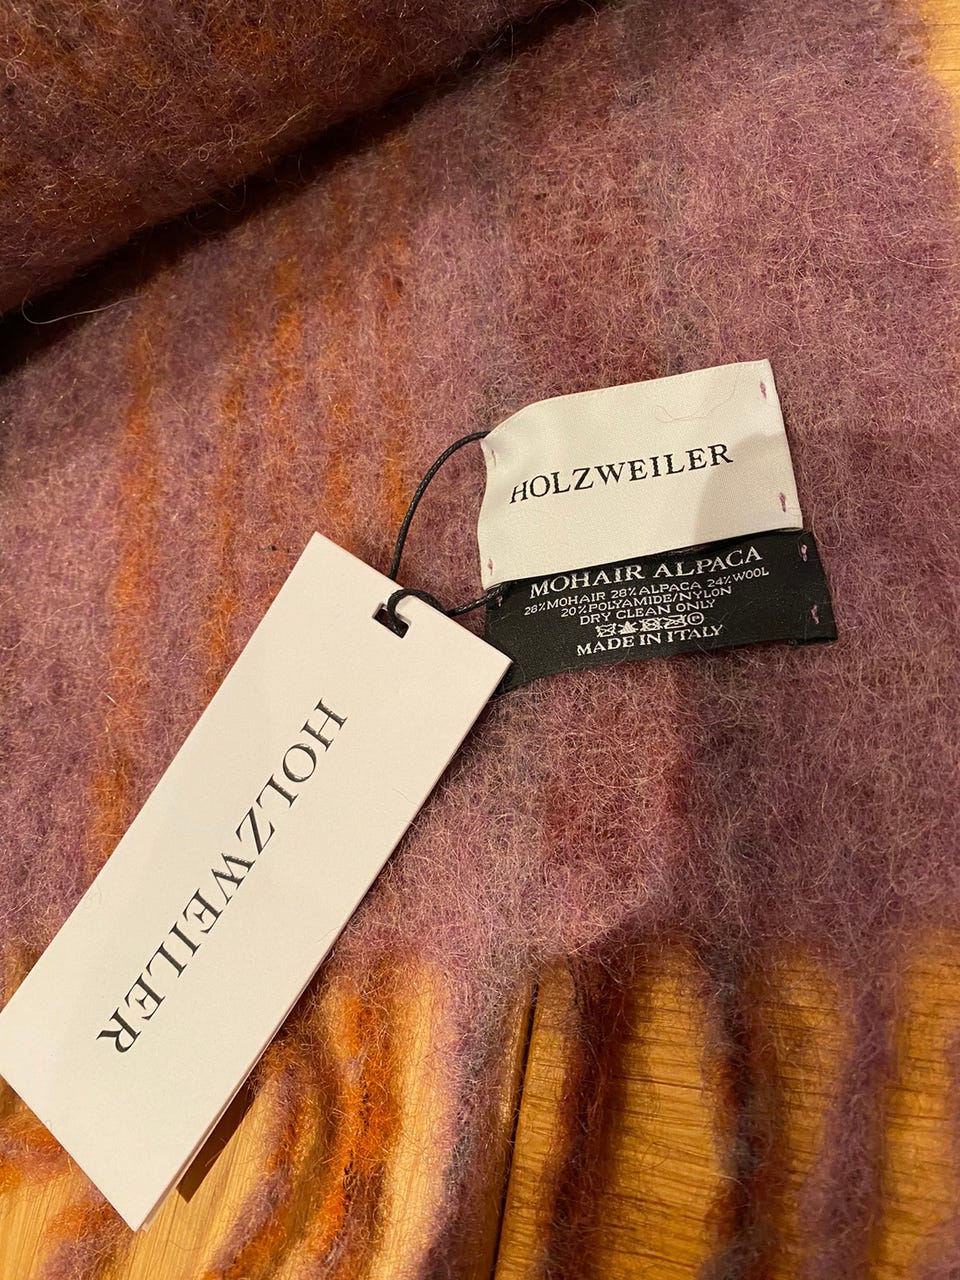 HOLZWEILER
MOHAIR ALPACA
28%MOHAIR 28%ALPACA 24%WOOL
20%POLYAMIDE/NYLON
DRY CLEAN ONLY
MADE IN ITALY
HOLZWEILER